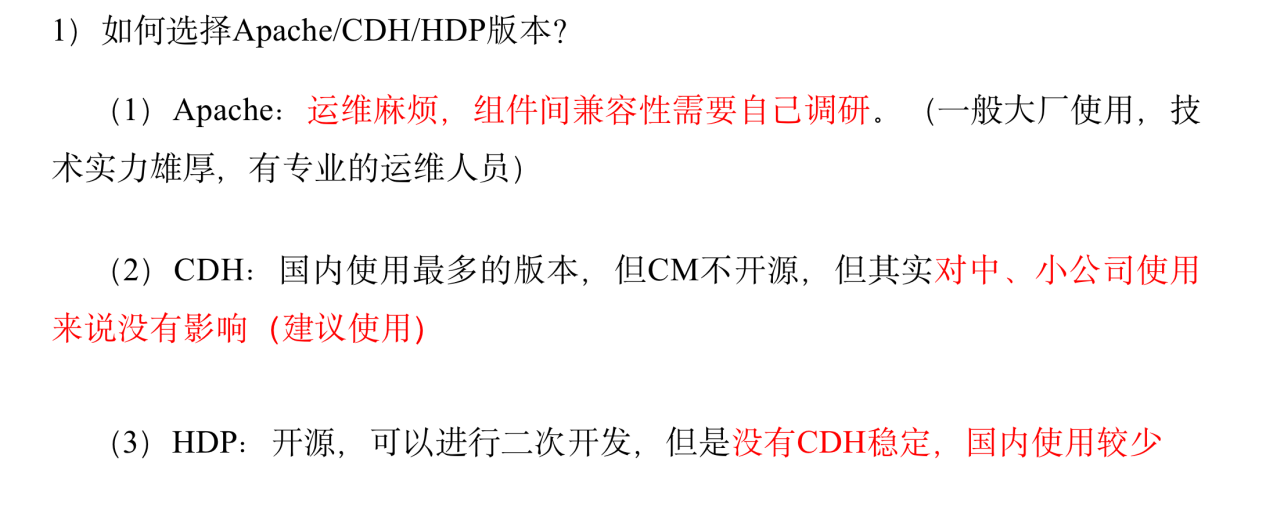 1）如何选择Apache/CDH/HDP版本？
（1）Apache：运维麻烦，组件间兼容性需要自己调研。（一般大厂使用，技
术实力雄厚，有专业的运维人员）
（2）CDH：国内使用最多的版本，但CM不开源，但其实对中、小公司使用
来说没有影响（建议使用）
（3）HDP：开源，可以进行二次开发，但是没有CDH稳定，国内使用较少